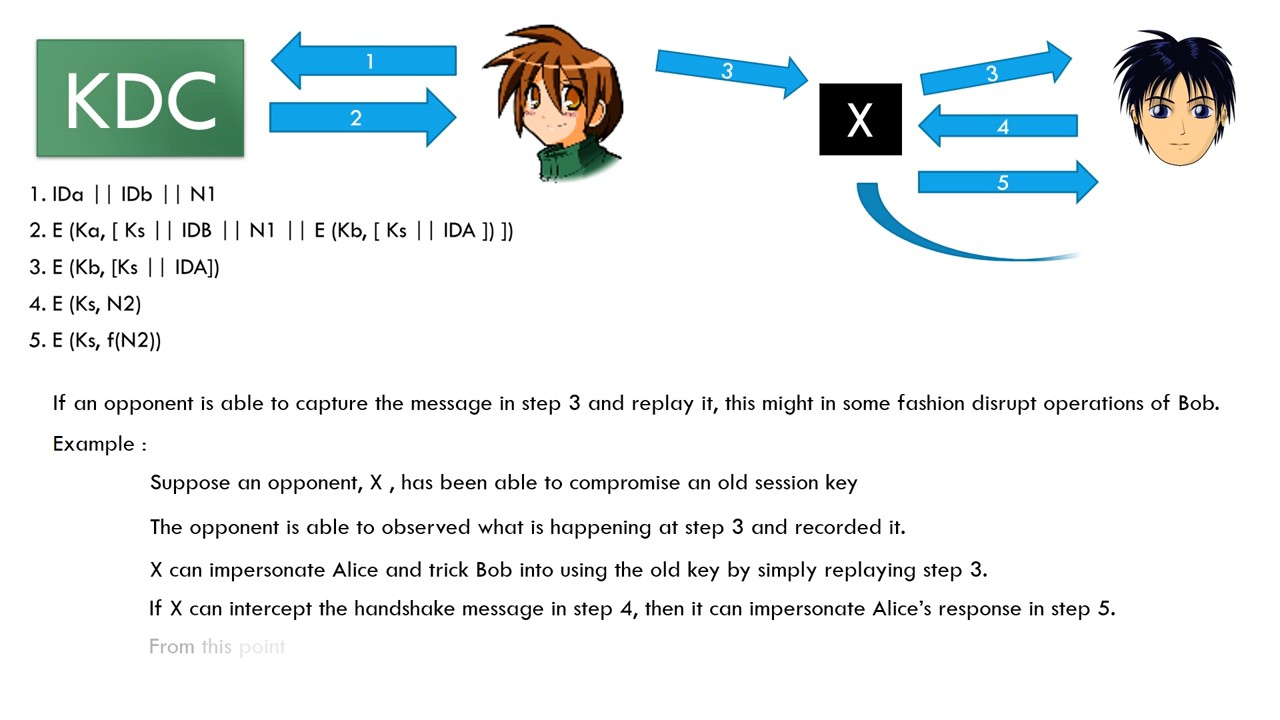 KDC
1
2
3
X
3
4
5
1. IDa || IDb || N1
2. E (Ka, [ Ks || IDB || N1 || E (Kb, [ Ks || IDA ]) ])
3. E (Kb, [Ks || IDA])
4. E (Ks, N2)
5. E (Ks, f(N2))
If an opponent is able to capture the message in step 3 and replay it, this might in some fashion disrupt operations of Bob.
Example :
Suppose an opponent, X , has been able to compromise an old session key
The opponent is able to observed what is happening at step 3 and recorded it.
X can impersonate Alice and trick Bob into using the old key by simply replaying step 3.
If X can intercept the handshake message in step 4, then it can impersonate Alice’s response in step 5.
From this point